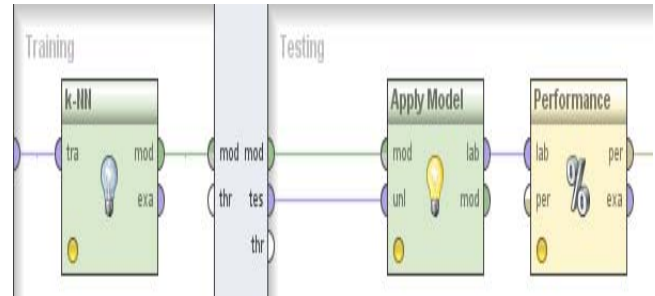 Training
Testing
k-NN
Apply Model
Performance
tra
mod
exa
mod
thr
mod
tes
thr
mod
unl
lab
mod
lab
per
%
per
exa